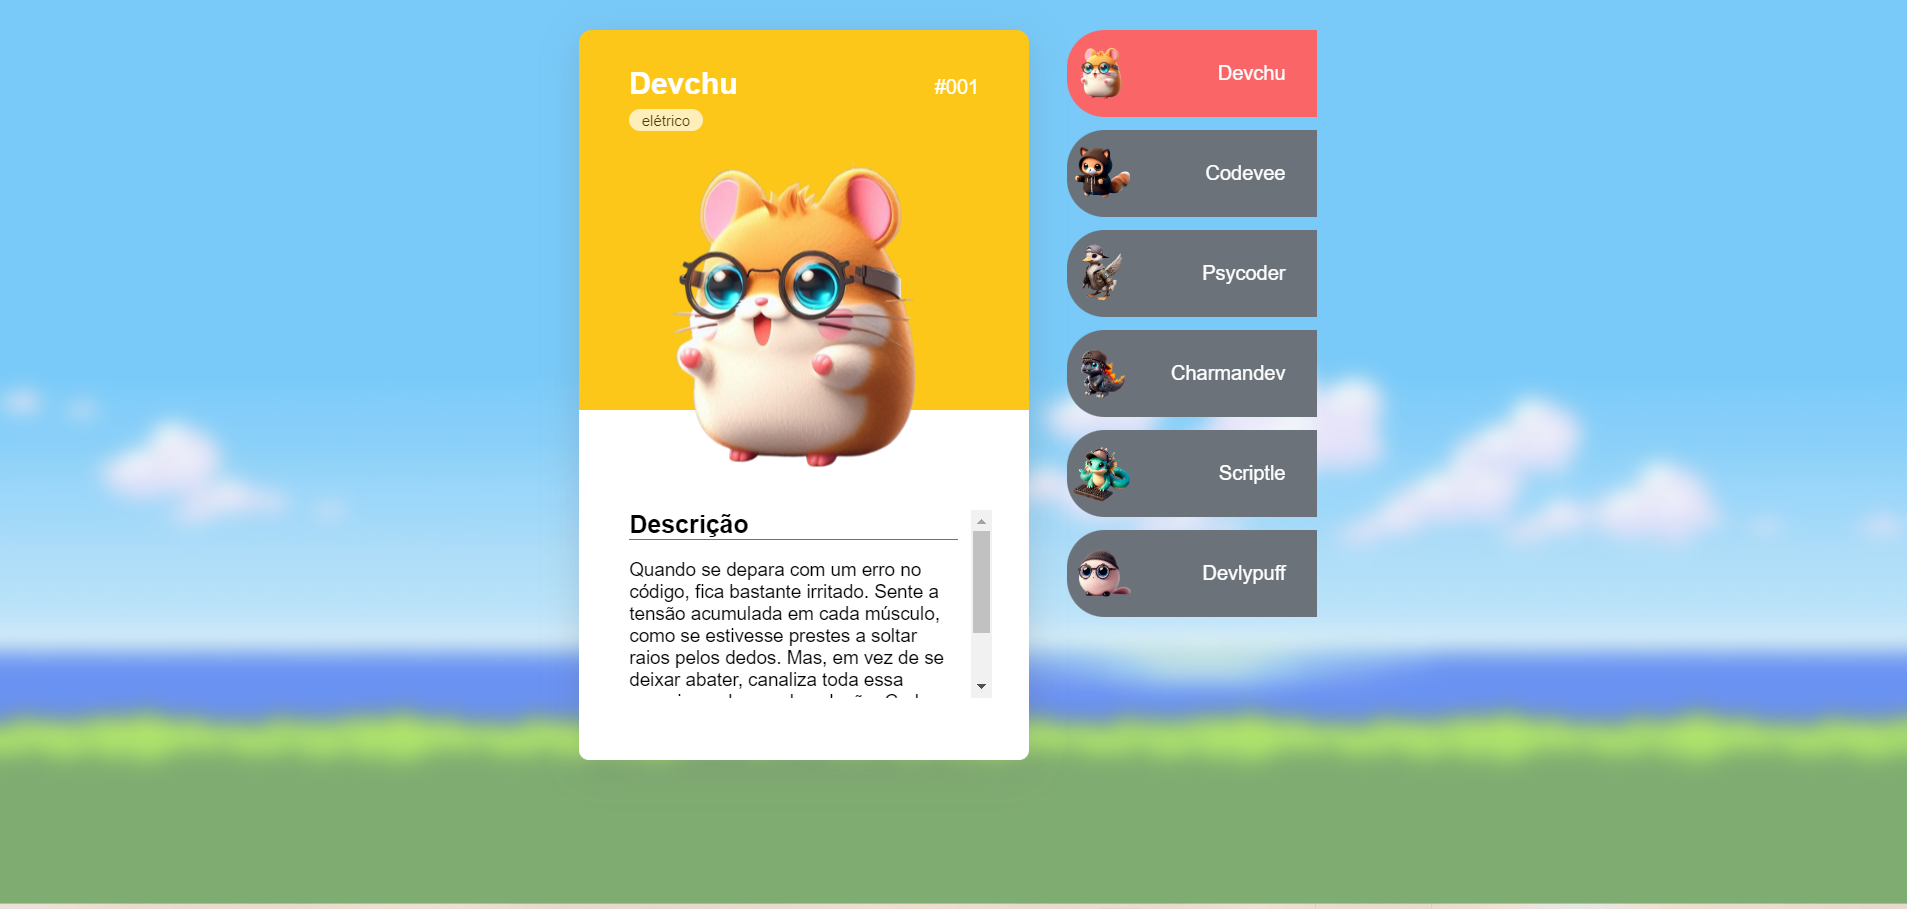 Devchu
#001
elétrico
Descrição
Quando se depara com um erro no
código, fica bastante irritado. Sente a
tensão acumulada em cada músculo,
como se estivesse prestes a soltar
raios pelos dedos. Mas, em vez de se
deixar abater, canaliza toda essa
Devchu
Codevee
Psycoder
Charmandev
Scriptle
Devlypuff